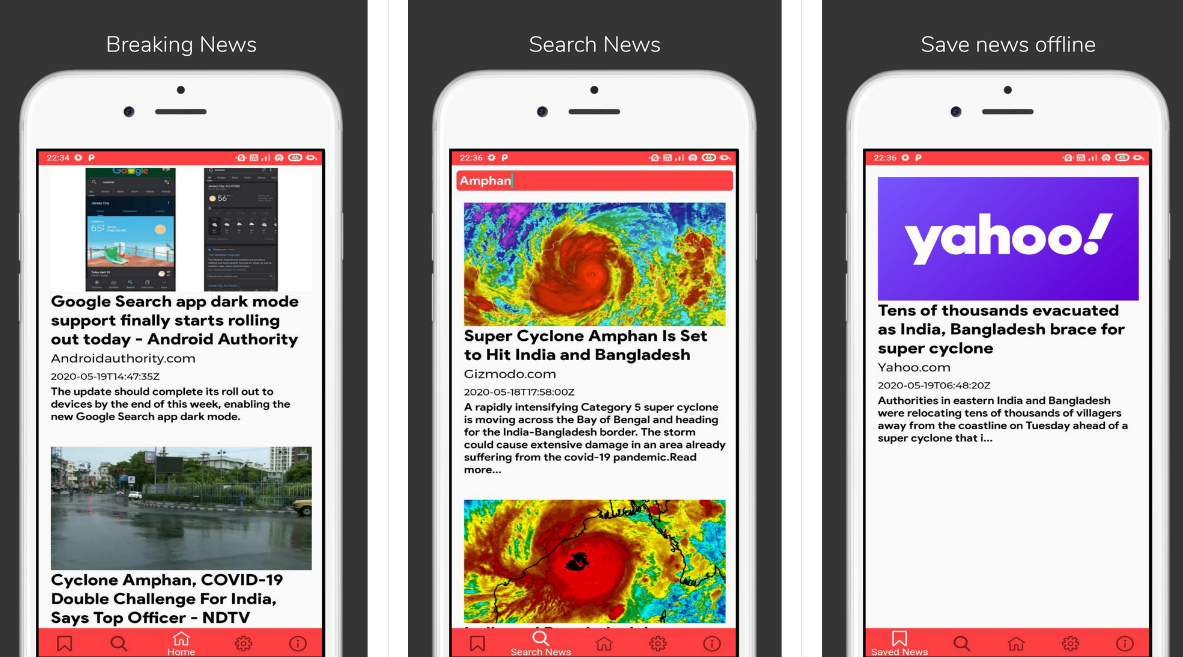 Breaking News
22:34
Google
weather
Jersey City
65°
56°
Google Search app dark mode
support finally starts rolling
out today - Android Authority
Androidauthority.com
2020-05-19T14:47:35Z
The update should complete its roll out to
devices by the end of this week, enabling the
new Google Search app dark mode.
Cyclone Amphan, COVID-19
Double Challenge For India,
Says Top Officer - NDTV
Home
Search News
22:36
Amphan
Super Cyclone Amphan Is Set
to Hit India and Bangladesh
Gizmodo.com
2020-05-18T17:58:00Z
A rapidly intensifying Category 5 super cyclone
is moving across the Bay of Bengal and heading
for the India-Bangladesh border. The storm
could cause extensive damage in an area already
suffering from the covid-19 pandemic.Read
more...
Search News
Save news offline
22:36
yahoo!
Tens of thousands evacuated
as India, Bangladesh brace for
super cyclone
Yahoo.com
2020-05-19T06:48:20Z
Authorities in eastern India and Bangladesh
were relocating tens of thousands of villagers
away from the coastline on Tuesday ahead of a
super cyclone that i...
Saved News